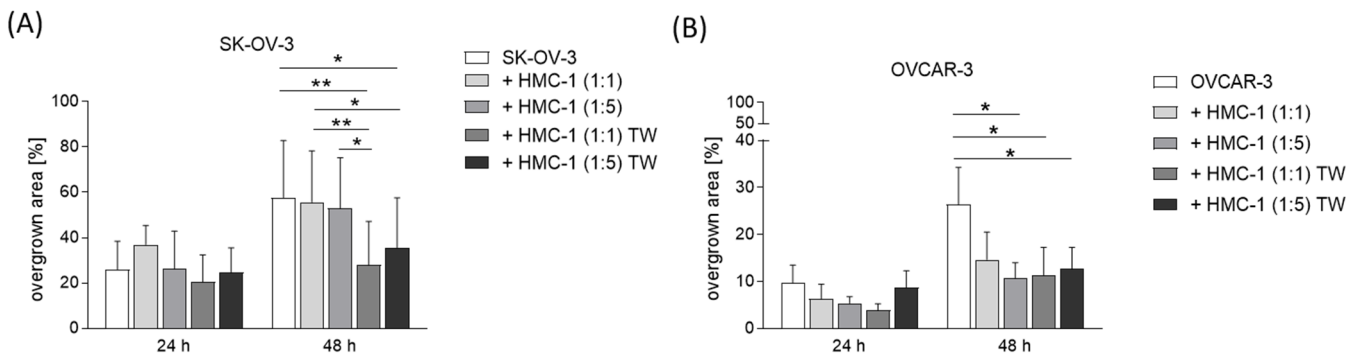 (A)
SK-OV-3
SK-OV-3
+ HMC-1 (1:1)
+ HMC-1 (1:5)
+ HMC-1 (1:1) TW
+ HMC-1 (1:5) TW
*
**
*
**
*
overgrown area [%]
100
80
60
40
20
0
24 h
48 h
(B)
OVCAR-3
OVCAR-3
+ HMC-1 (1:1)
+ HMC-1 (1:5)
+ HMC-1 (1:1) TW
+ HMC-1 (1:5) TW
*
*
*
overgrown area [%]
100
50
40
30
20
10
0
24 h
48 h